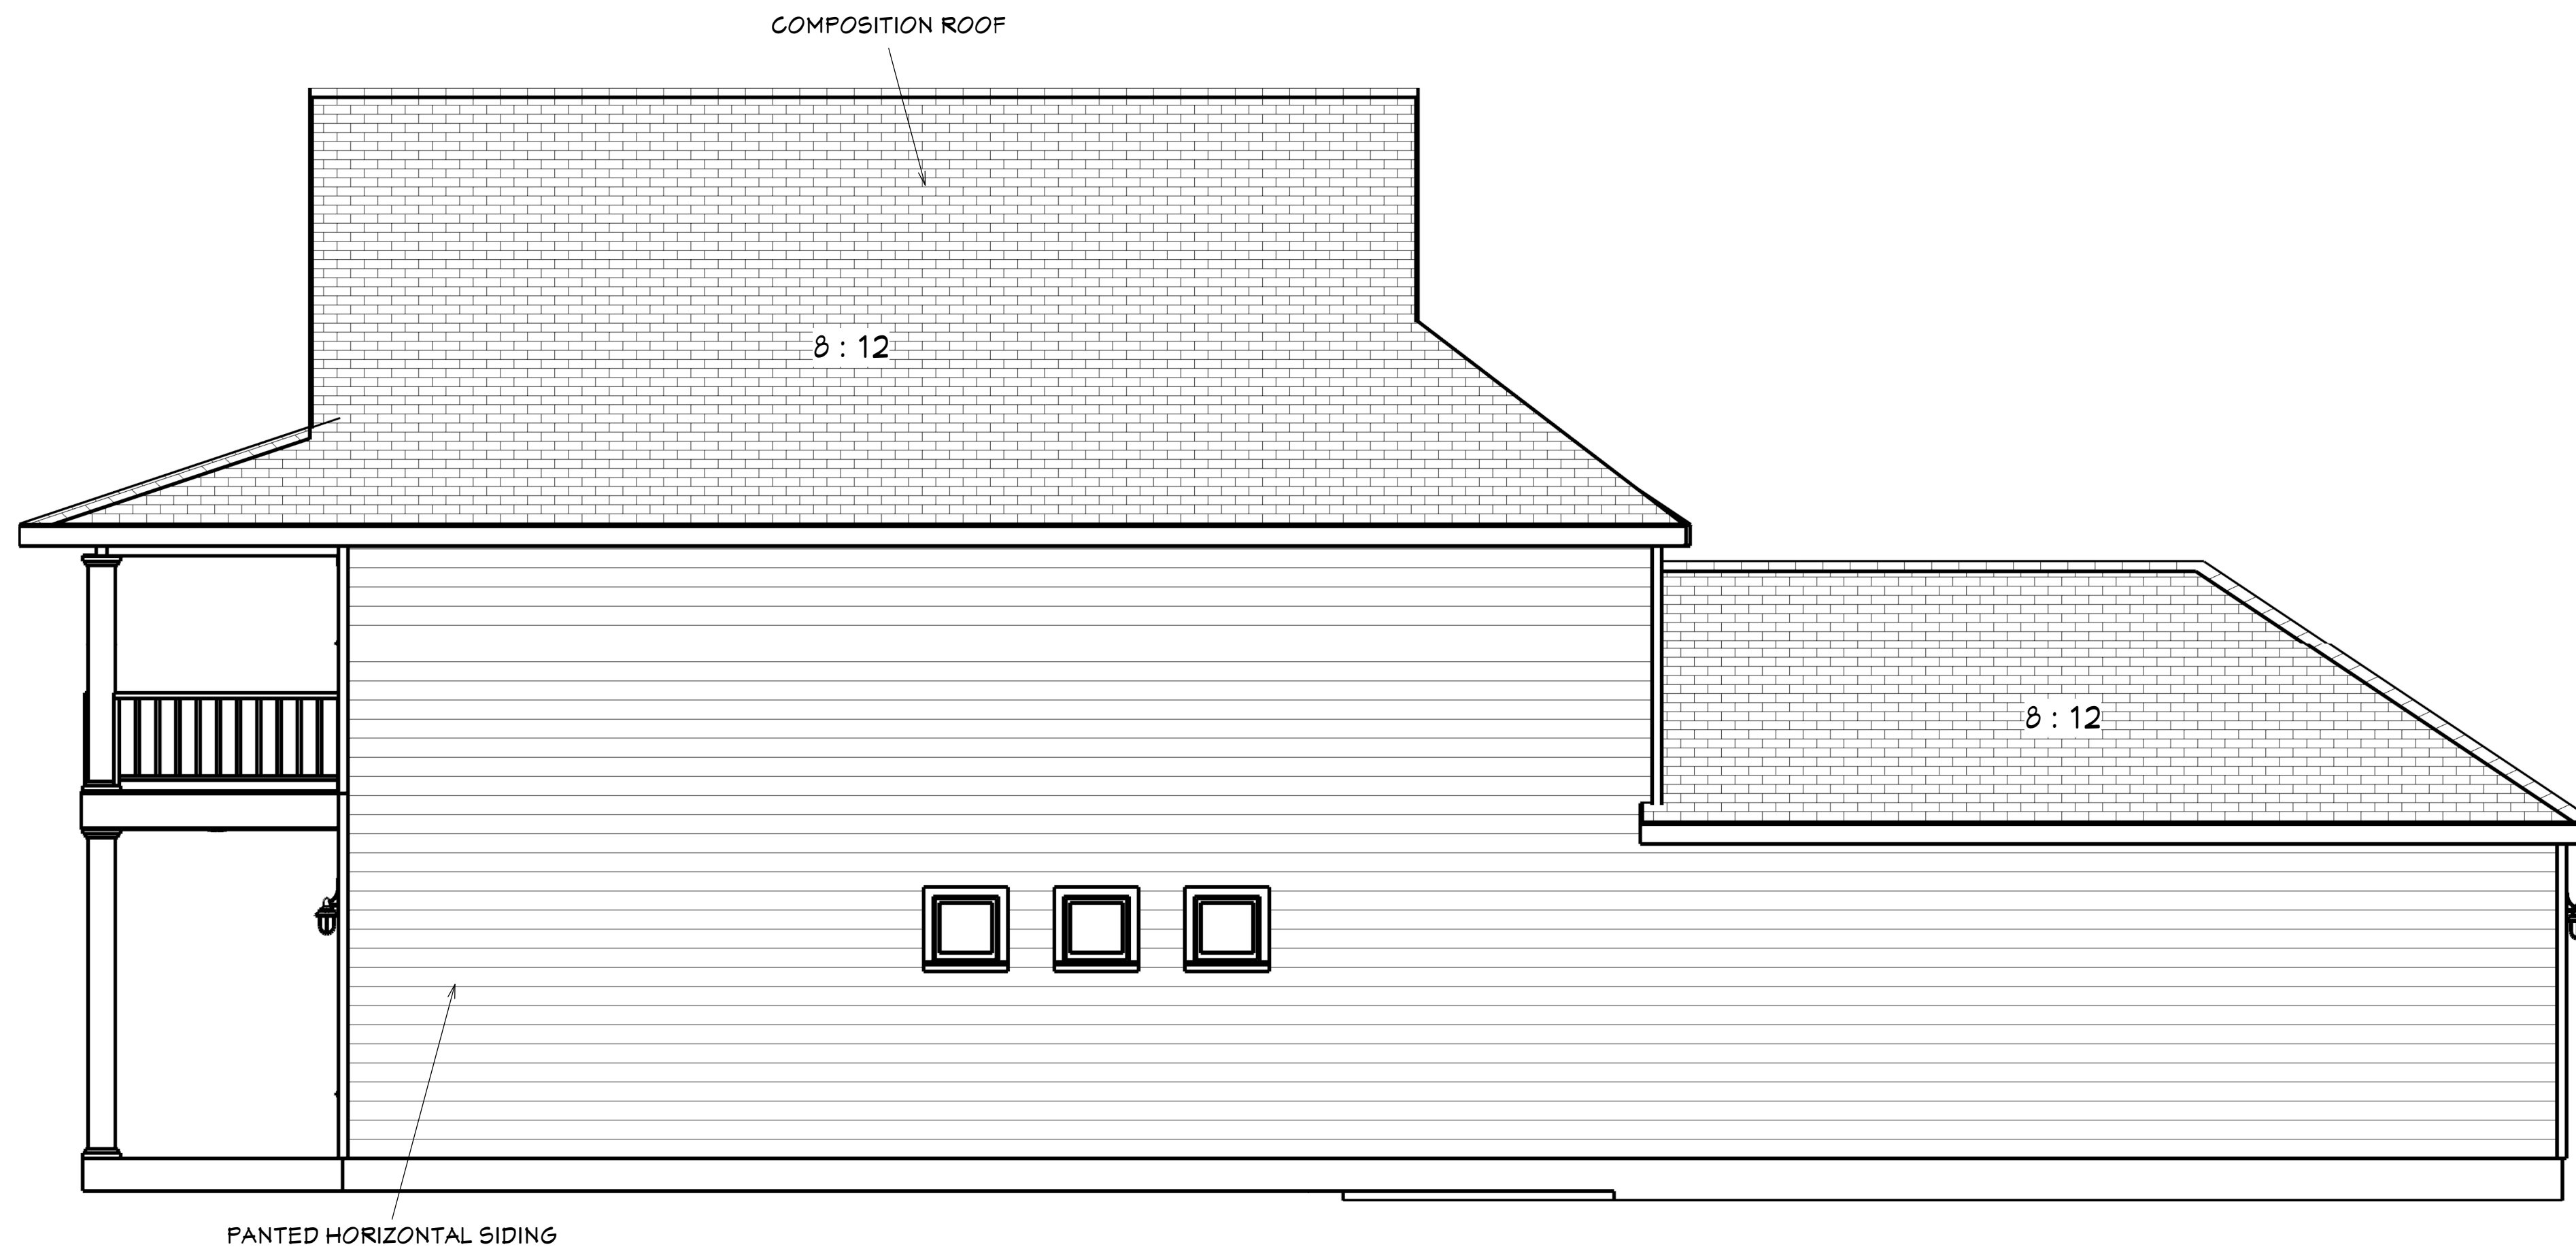 COMPOSITION ROOF
8 : 12
8 : 12
PANTED HORIZONTAL SIDING